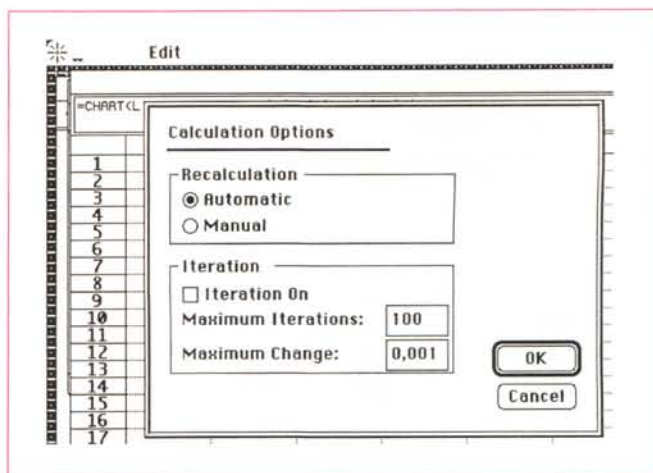 Edit
=CHART(L
Calculation Options
Recalculation
Automatic
Manual
Iteration
Iteration On
Maximum Iterations: 100
Maximum Change: 0,001
OK
Cancel
1
2
3
4
5
6
7
8
9
10
11
12
13
14
15
16
17